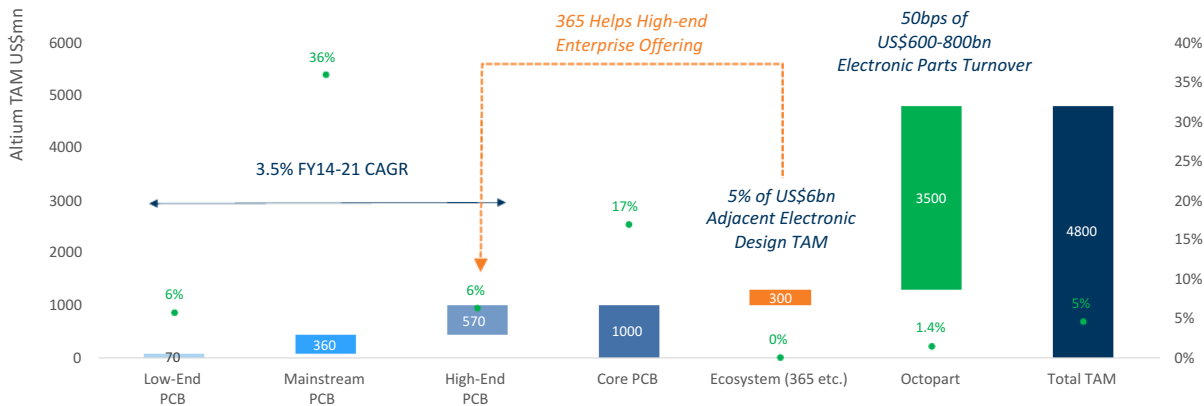 365 Helps High-end
Enterprise Offering
50bps of
US$600-800bn
Electronic Parts Turnover
Altium TAM US$mn
6000
5000
4000
3000
2000
1000
0
40%
35%
30%
25%
20%
15%
10%
5%
0%
36%
3.5% FY14-21 CAGR
17%
5% of US$6bn
Adjacent Electronic
Design TAM
6%
6%
0%
1.4%
5%
70
360
570
1000
300
3500
4800
Low-End
PCB
Mainstream
PCB
High-End
PCB
Core PCB
Ecosystem (365 etc.)
Octopart
Total TAM